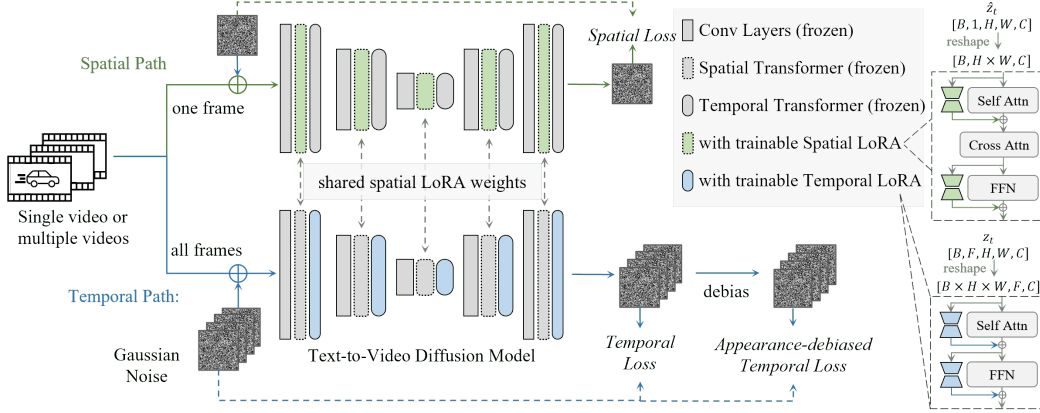 Spatial Path
one frame
Single video or
multiple videos
all frames
Temporal Path:
Gaussian
Noise
shared spatial LoRA weights
Text-to-Video Diffusion Model
Spatial Loss
Temporal
Loss
debias
Appearance-debiased
Temporal Loss
Conv Layers (frozen)
Spatial Transformer (frozen)
Temporal Transformer (frozen)
with trainable Spatial LoRA
with trainable Temporal LoRA
ẑ_t
[B, 1, H, W, C]
reshape
[B, H × W, C]
Self Attn
Cross Attn
FFN
z_t
[B, F, H, W, C]
reshape
[B × H × W, F, C]
Self Attn
FFN